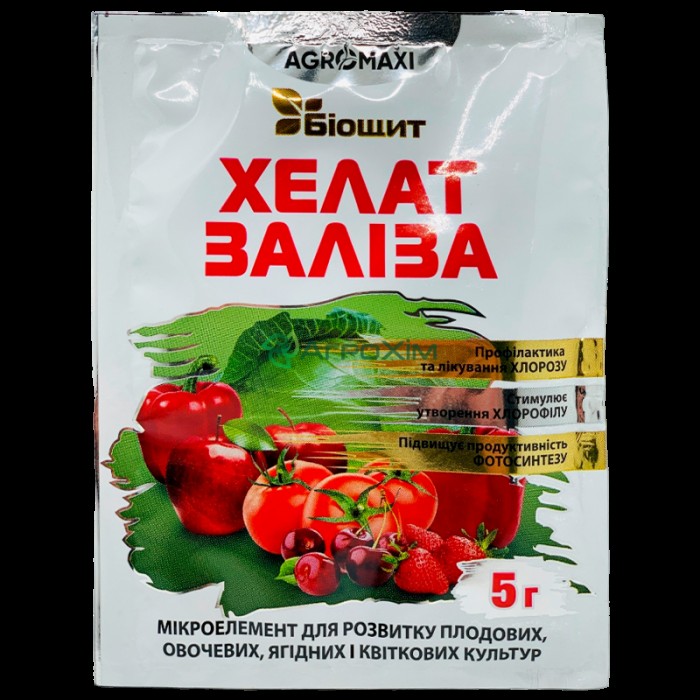 AGROMAXI
Біощит
ХЕЛАТ
ЗАЛІЗА
АГРОХІМ
Профілактика
та лікування ХЛОРОЗУ
Стимулює
утворення ХЛОРОФІЛУ
Підвищує продуктивність
ФОТОСИНТЕЗУ
5 г
МІКРОЕЛЕМЕНТ ДЛЯ РОЗВИТКУ ПЛОДОВИХ,
ОВОЧЕВИХ, ЯГІДНИХ І КВІТКОВИХ КУЛЬТУР